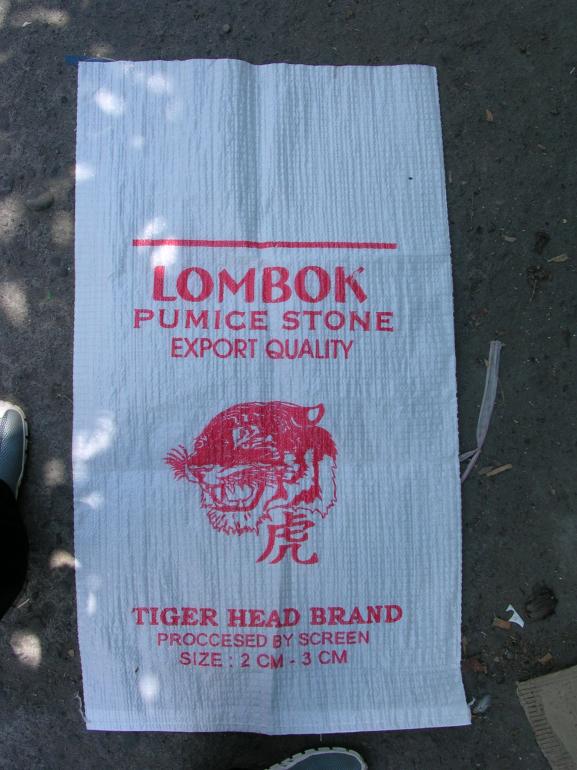 LOMBOK
PUMICE STONE
EXPORT QUALITY
虎
TIGER HEAD BRAND
PROCCESED BY SCREEN
SIZE : 2 CM - 3 CM